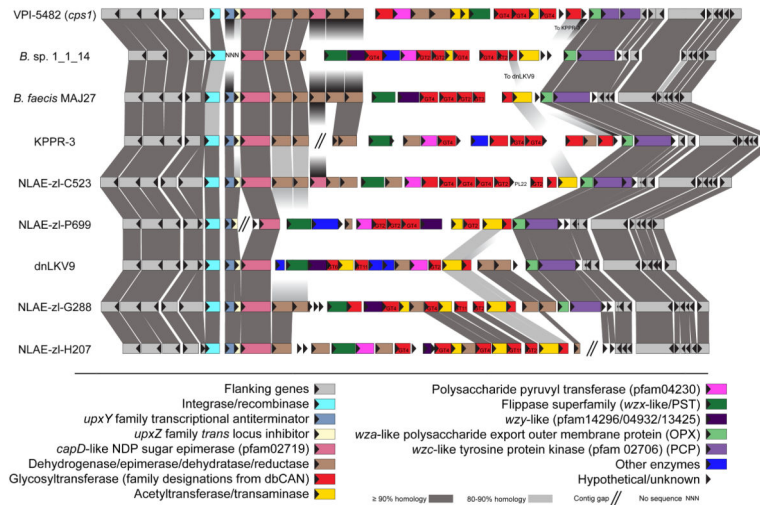 VPI-5482 (cps1)
To KPPR-3
B. sp. 1_1_14
NNN
To dnLKV9
B. faecis MAJ27
KPPR-3
NLAE-zl-C523
PL22
NLAE-zl-P699
dnLKV9
NLAE-zl-G288
NLAE-zl-H207
Flanking genes
Integrase/recombinase
upxY family transcriptional antiterminator
upxZ family trans locus inhibitor
capD-like NDP sugar epimerase (pfam02719)
Dehydrogenase/epimerase/dehydratase/reductase
Glycosyltransferase (family designations from dbCAN)
Acetyltransferase/transaminase
Polysaccharide pyruvyl transferase (pfam04230)
Flippase superfamily (wzx-like/PST)
wzy-like (pfam14296/04932/13425)
wza-like polysaccharide export outer membrane protein (OPX)
wzc-like tyrosine protein kinase (pfam 02706) (PCP)
Other enzymes
Hypothetical/unknown
≥ 90% homology
80-90% homology
Contig gap
No sequence NNN